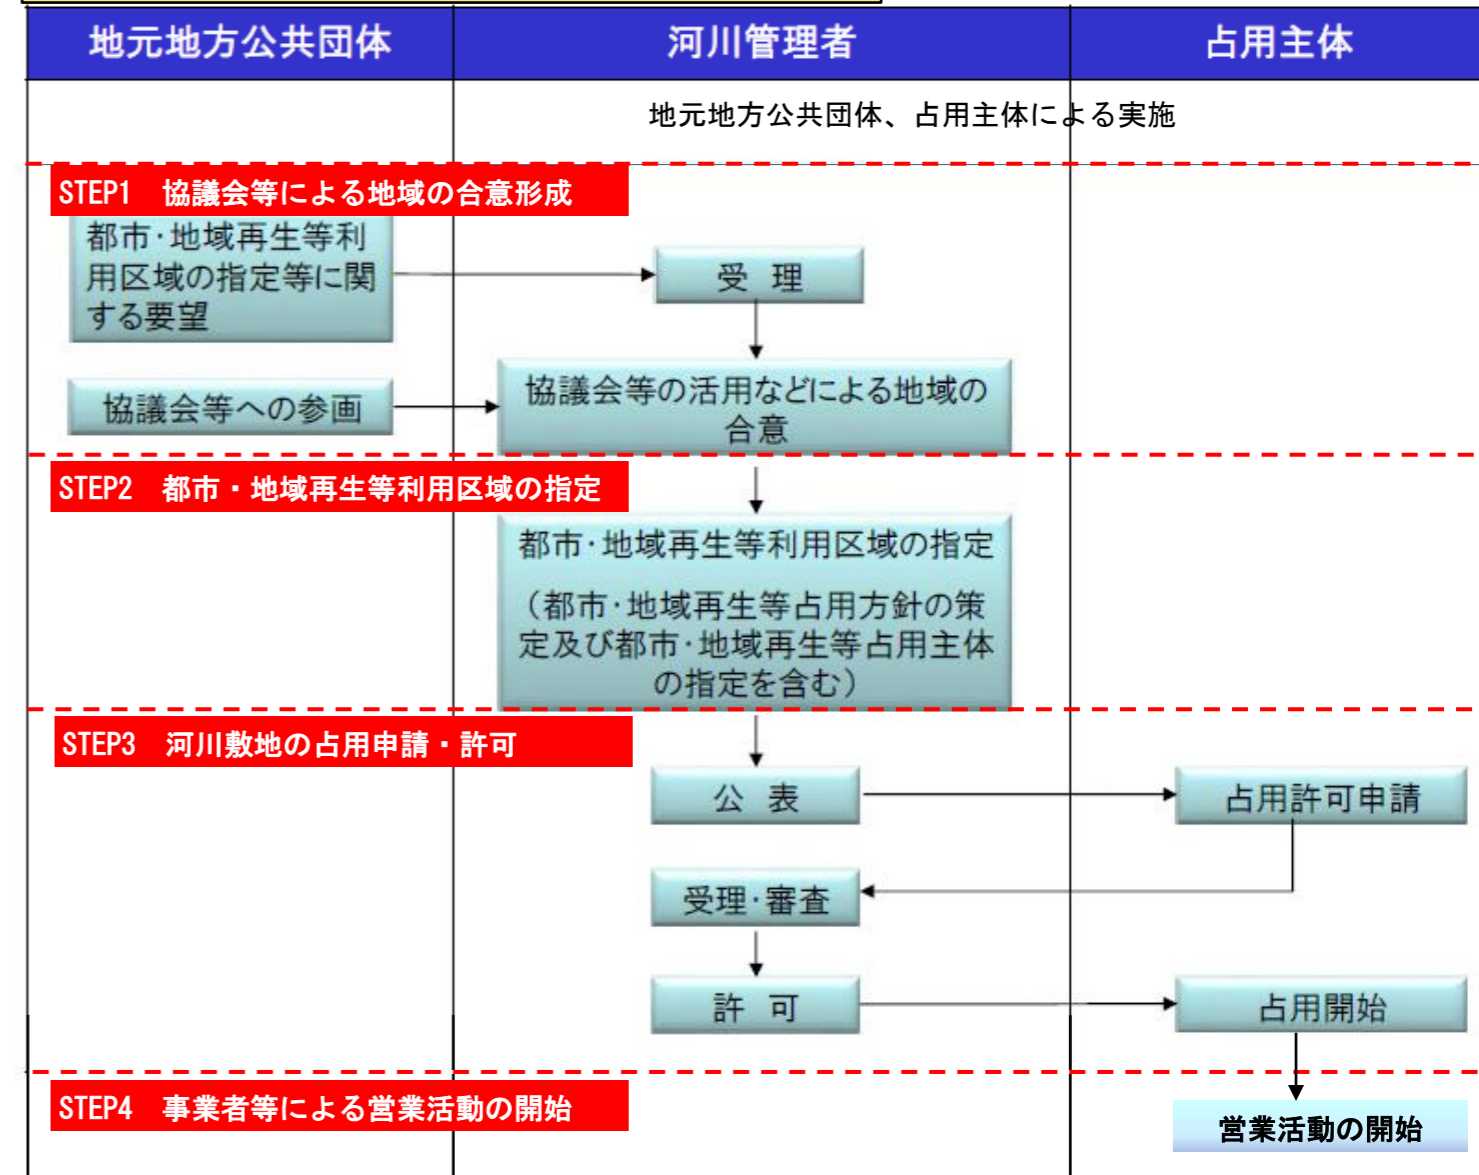 地元地方公共団体
河川管理者
占用主体
地元地方公共団体、占用主体による実施
STEP1 協議会等による地域の合意形成
都市・地域再生等利
用区域の指定等に関
する要望
受 理
協議会等への参画
協議会等の活用などによる地域の
合意
STEP2 都市・地域再生等利用区域の指定
都市・地域再生等利用区域の指定
（都市・地域再生等占用方針の策
定及び都市・地域再生等占用主体
の指定を含む）
STEP3 河川敷地の占用申請・許可
公 表
占用許可申請
受理・審査
許 可
占用開始
STEP4 事業者等による営業活動の開始
営業活動の開始